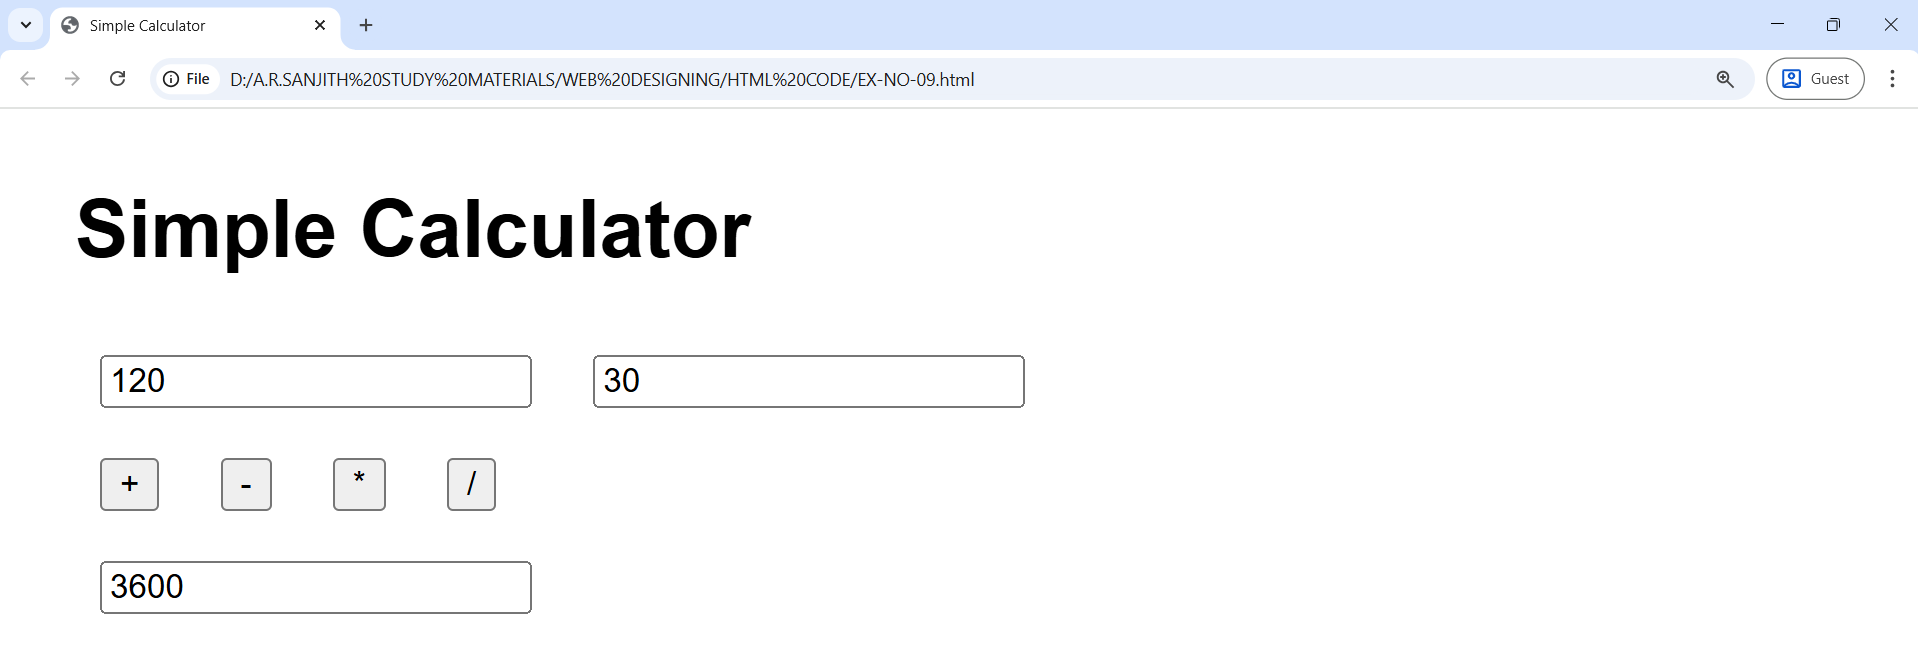 Simple Calculator
File D:/A.R.SANJITH%20STUDY%20MATERIALS/WEB%20DESIGNING/HTML%20CODE/EX-NO-09.html Guest
Simple Calculator
120 30
+ - * /
3600